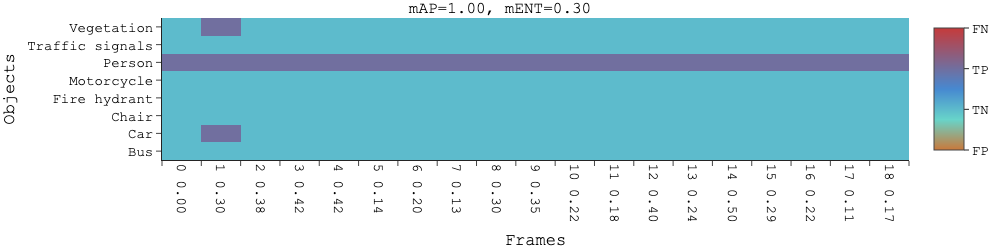 mAP=1.00, mENT=0.30
Objects
Vegetation
Traffic signals
Person
Motorcycle
Fire hydrant
Chair
Car
Bus
0 0.00
1 0.30
2 0.38
3 0.42
4 0.42
5 0.14
6 0.20
7 0.13
8 0.30
9 0.35
10 0.22
11 0.18
12 0.40
13 0.24
14 0.50
15 0.29
16 0.22
17 0.11
18 0.17
Frames
FN
TP
TN
FP